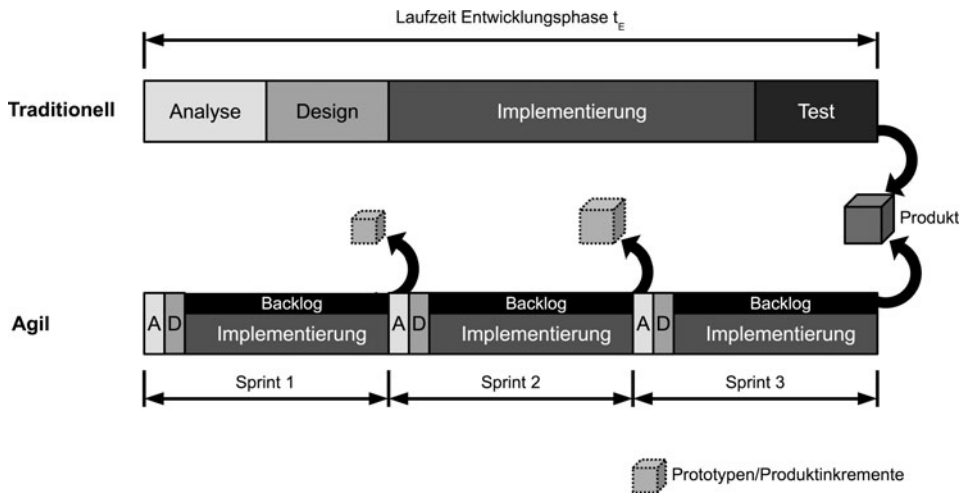 Laufzeit Entwicklungsphase tE
Traditionell
Analyse
Design
Implementierung
Test
Produkt
Agil
A
D
Backlog
Implementierung
A
D
Backlog
Implementierung
A
D
Backlog
Implementierung
Sprint 1
Sprint 2
Sprint 3
Prototypen/Produktinkremente